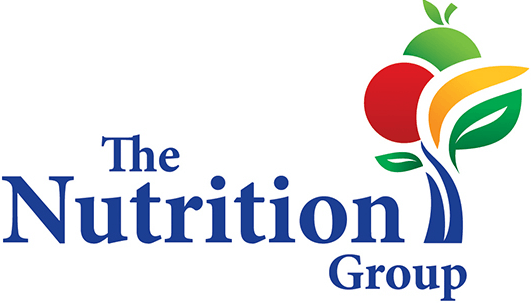 The
Nutrition
Group